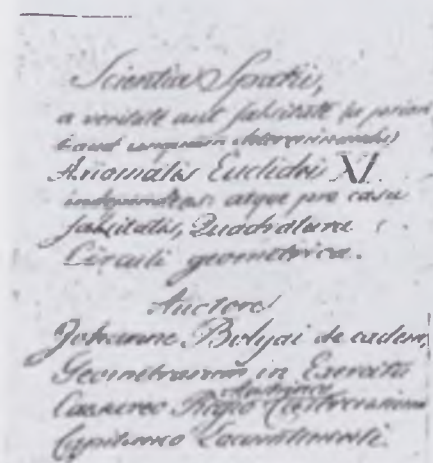 Scientia Spatii,
a veritate aut falsitate
haud unquam
Axiomatis Euclidei XI.
independens: atque pro casu
falsitatis, Quadratura
Circuli geometrica.
Auctore
Johanne Bolyai de eadem,
Geometrarum in Exercitu
Caesareo Regio
Capitaneo